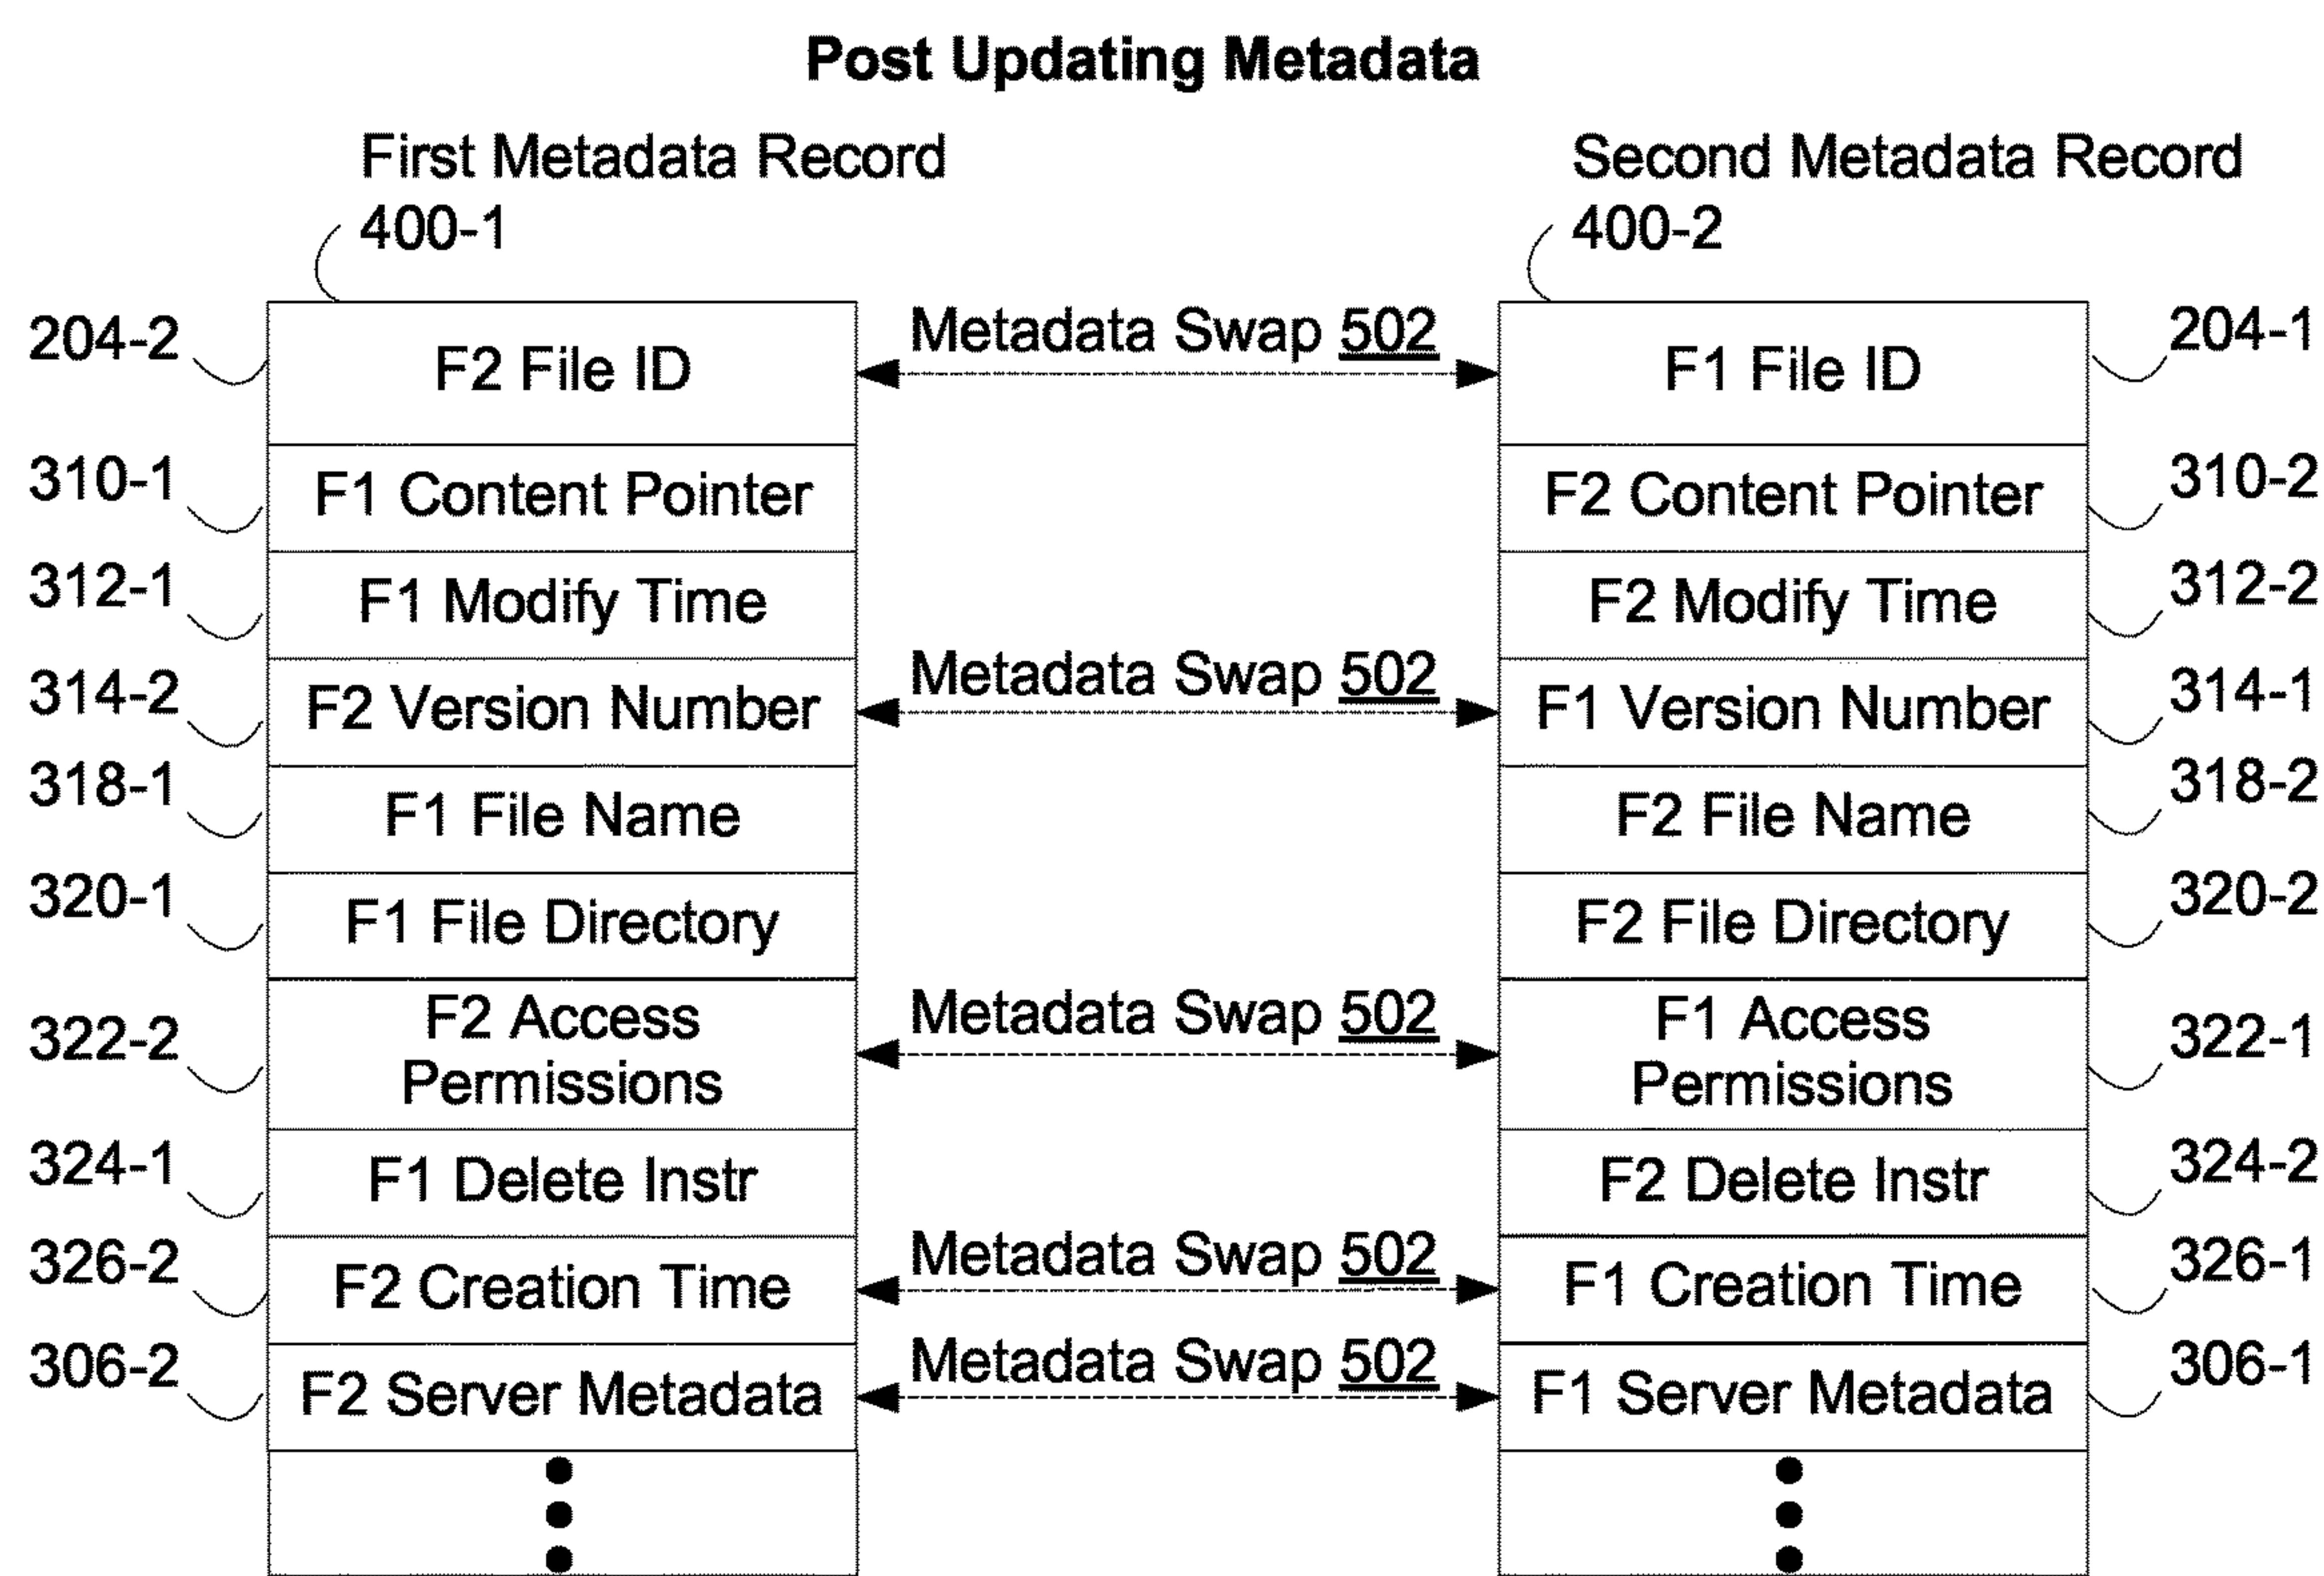 Post Updating Metadata
First Metadata Record
400-1
Second Metadata Record
400-2
204-2
F2 File ID
Metadata Swap 502
F1 File ID
204-1
310-1
F1 Content Pointer
F2 Content Pointer
310-2
312-1
F1 Modify Time
F2 Modify Time
312-2
314-2
F2 Version Number
Metadata Swap 502
F1 Version Number
314-1
318-1
F1 File Name
F2 File Name
318-2
320-1
F1 File Directory
F2 File Directory
320-2
322-2
F2 Access
Permissions
Metadata Swap 502
F1 Access
Permissions
322-1
324-1
F1 Delete Instr
F2 Delete Instr
324-2
326-2
F2 Creation Time
Metadata Swap 502
F1 Creation Time
326-1
306-2
F2 Server Metadata
Metadata Swap 502
F1 Server Metadata
306-1